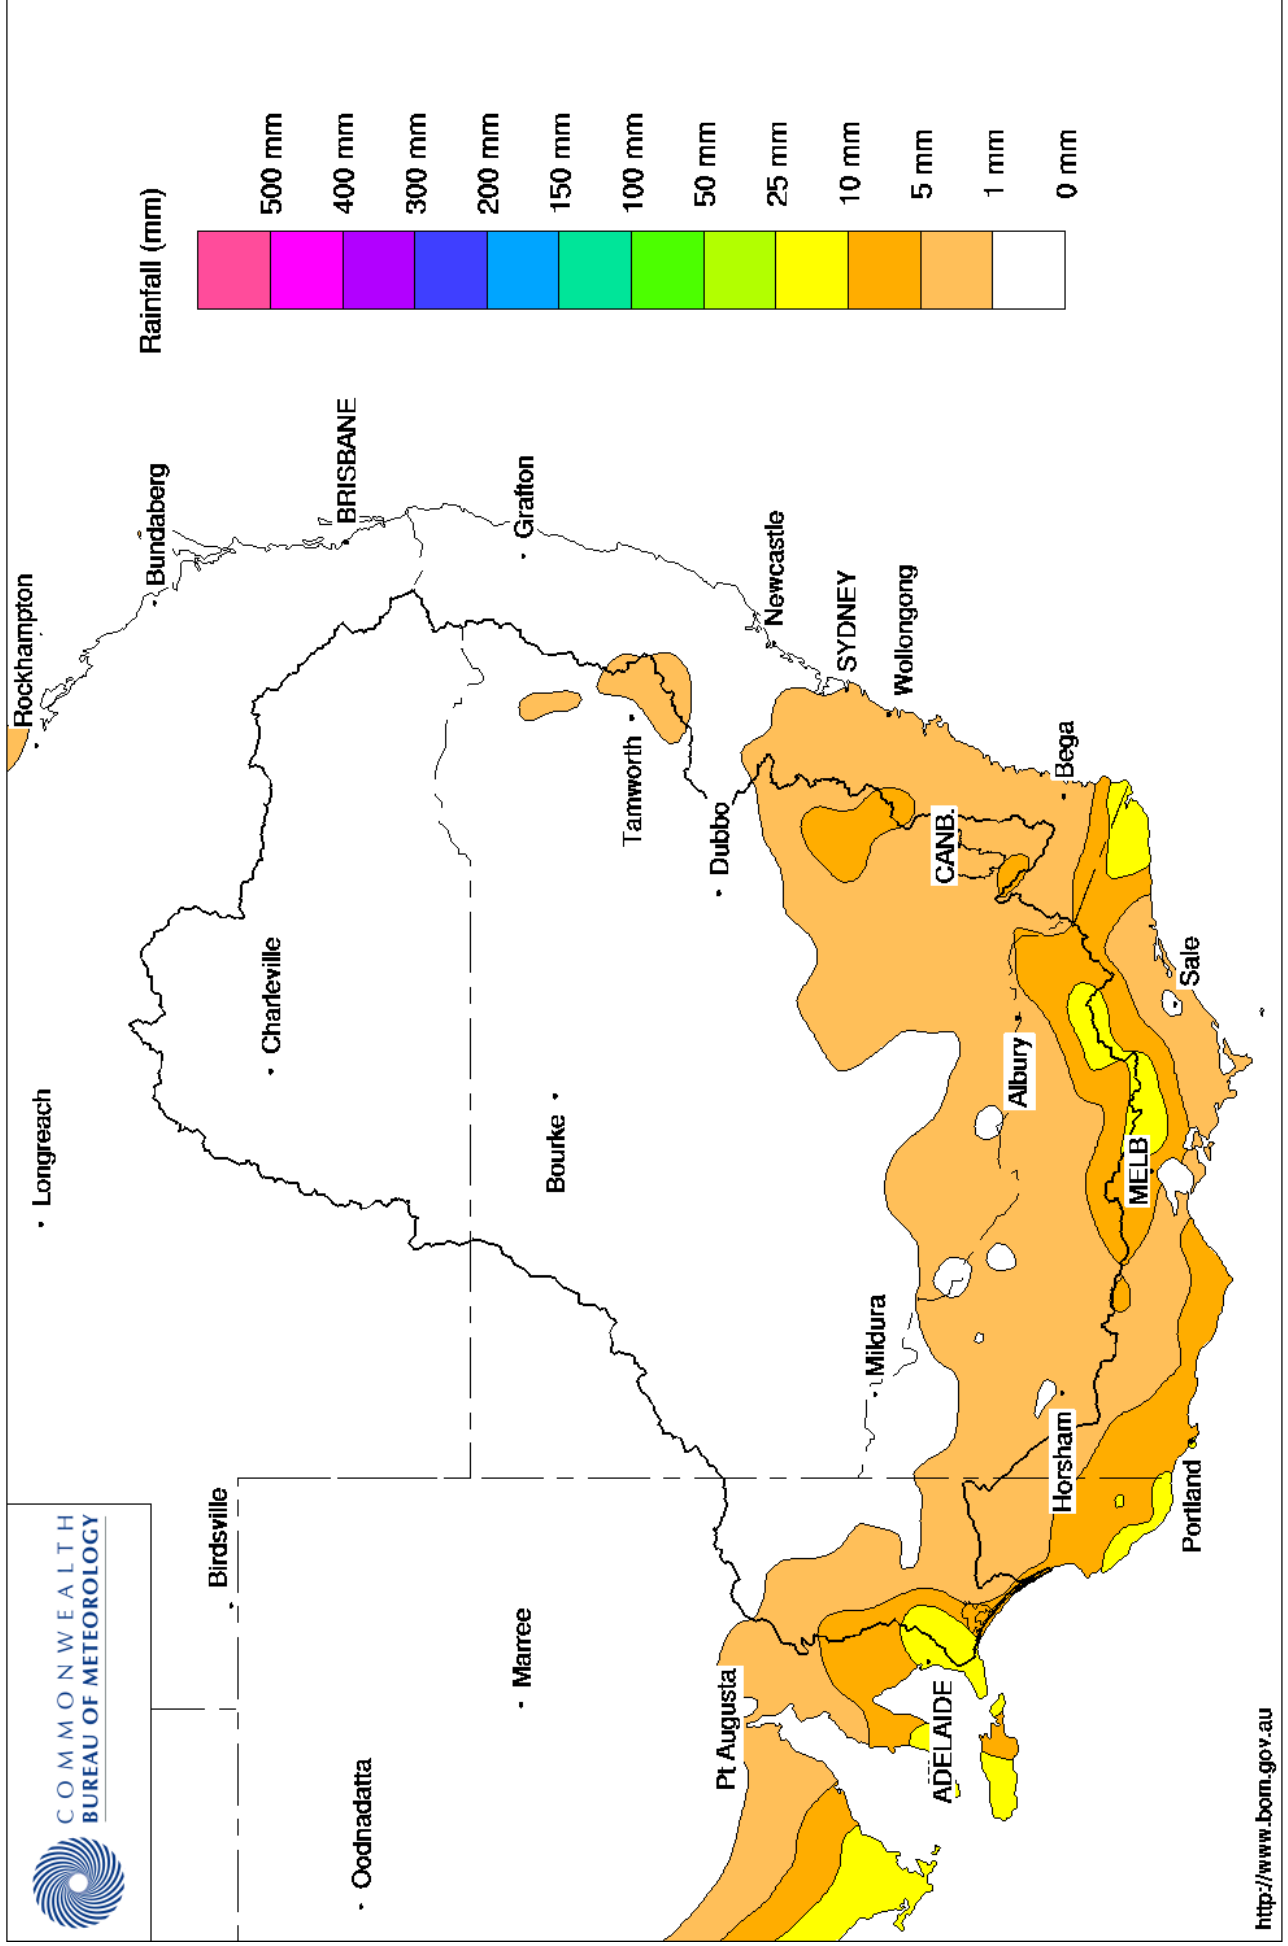 COMMONWEALTH
BUREAU OF METEOROLOGY
Rainfall (mm)
500 mm
400 mm
300 mm
200 mm
150 mm
100 mm
50 mm
25 mm
10 mm
5 mm
1 mm
0 mm
Longreach
Rockhampton
Bundaberg
Birdsville
Charleville
BRISBANE
Oodnadatta
Marree
Bourke
Grafton
Tamworth
Pt Augusta
Dubbo
Newcastle
Mildura
SYDNEY
Wollongong
ADELAIDE
CANB.
Albury
Horsham
Bega
MELB
Portland
Sale
http://www.bom.gov.au